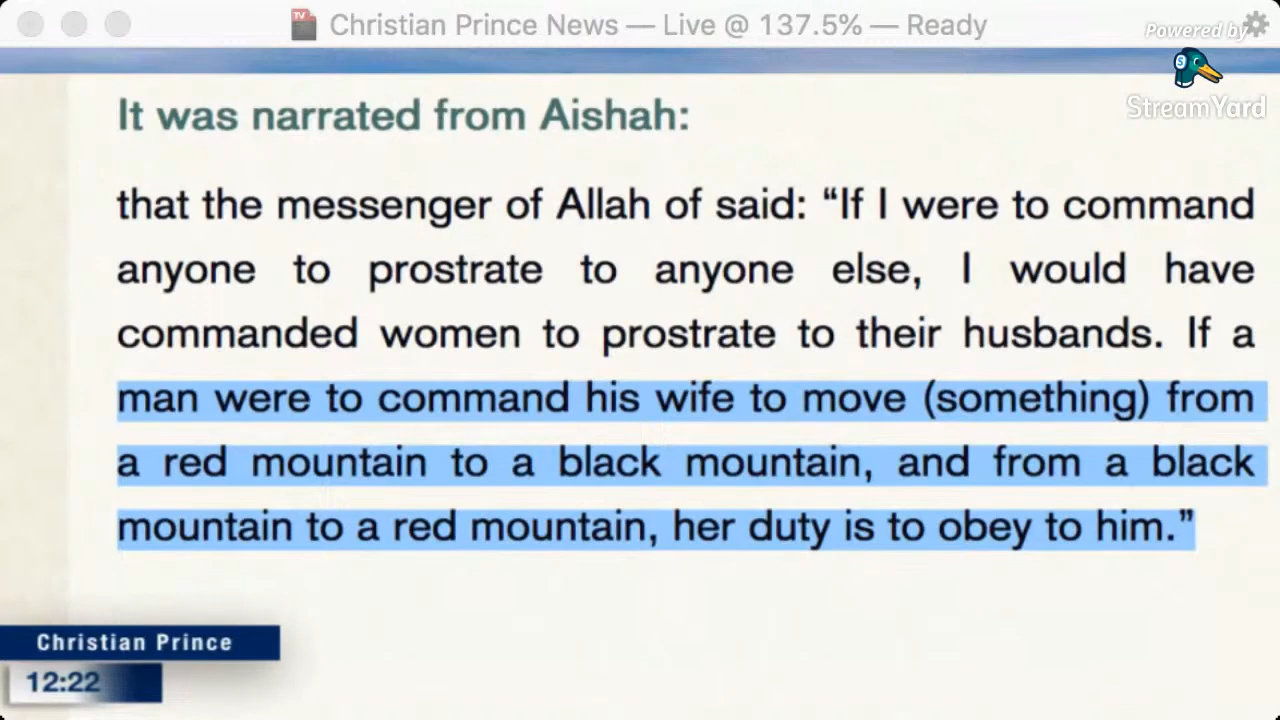 TV
Christian Prince News — Live @ 137.5% — Ready
Powered by
S
StreamYard
It was narrated from Aishah:
that the messenger of Allah of said: “If I were to command
anyone to prostrate to anyone else, I would have
commanded women to prostrate to their husbands. If a
man were to command his wife to move (something) from
a red mountain to a black mountain, and from a black
mountain to a red mountain, her duty is to obey to him.”
Christian Prince
12:22